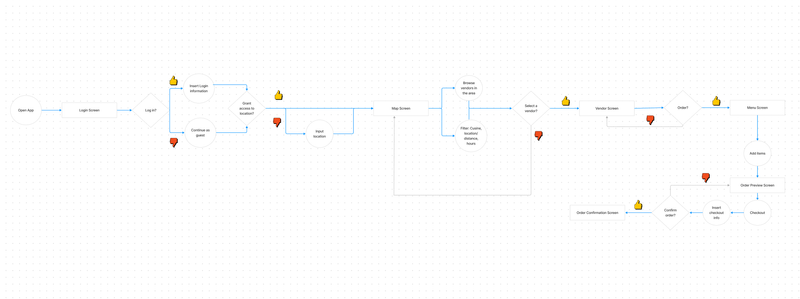 Open App
Login Screen
Log in?
Insert Login
information
Continue as
guest
Grant
access to
location?
Input
location
Map Screen
Browse
vendors in
the area
Filter: Cuisine,
location/
distance,
hours
Select a
vendor?
Vendor Screen
Order?
Menu Screen
Add items
Order Preview Screen
Checkout
Insert
checkout
info
Confirm
order?
Order Confirmation Screen